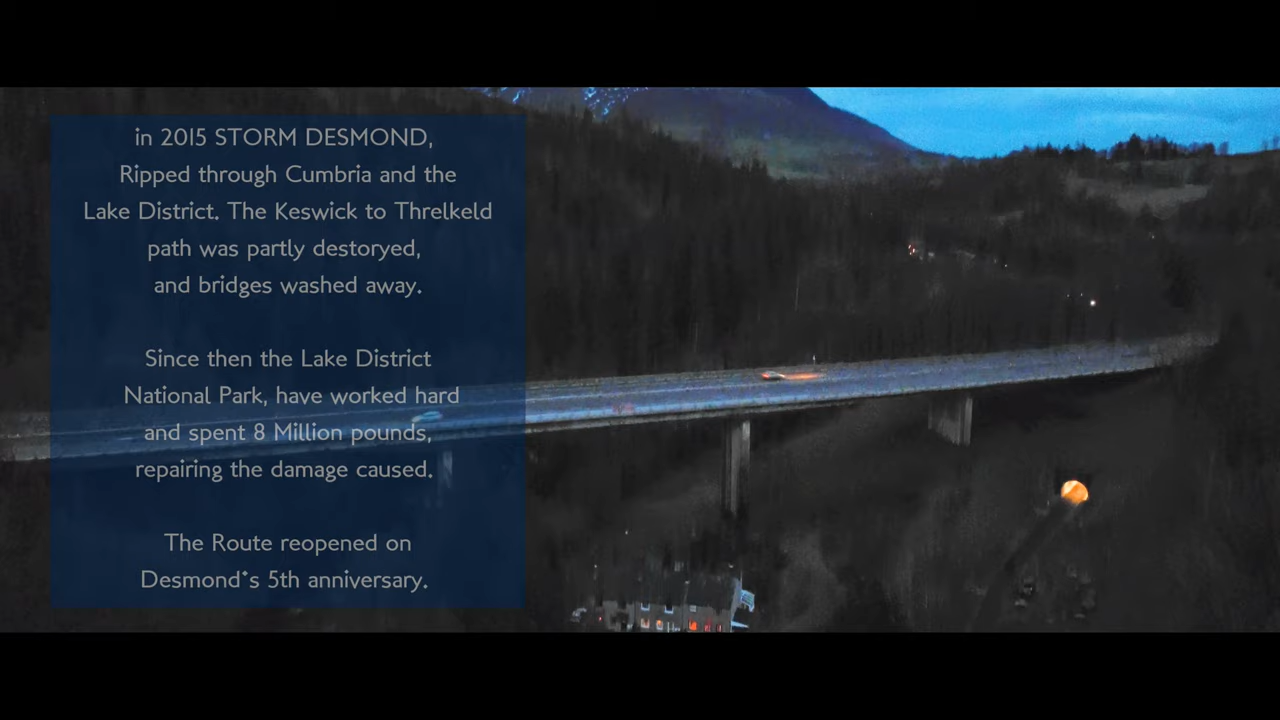 in 2015 STORM DESMOND,
Ripped through Cumbria and the
Lake District. The Keswick to Threlkeld
path was partly destoryed,
and bridges washed away.
Since then the Lake District
National Park, have worked hard
and spent 8 Million pounds,
repairing the damage caused.
The Route reopened on
Desmond's 5th anniversary.